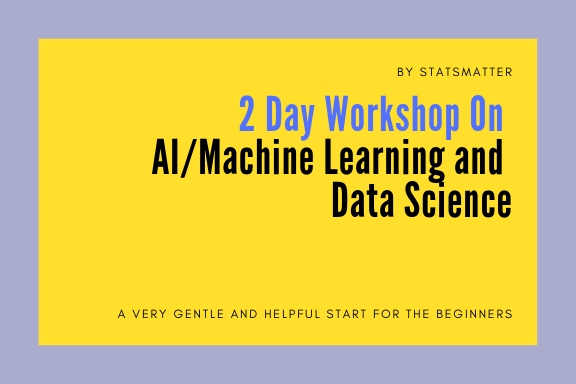 BY STATSMATTER
2 Day Workshop On
AI/Machine Learning and
Data Science
A VERY GENTLE AND HELPFUL START FOR THE BEGINNERS